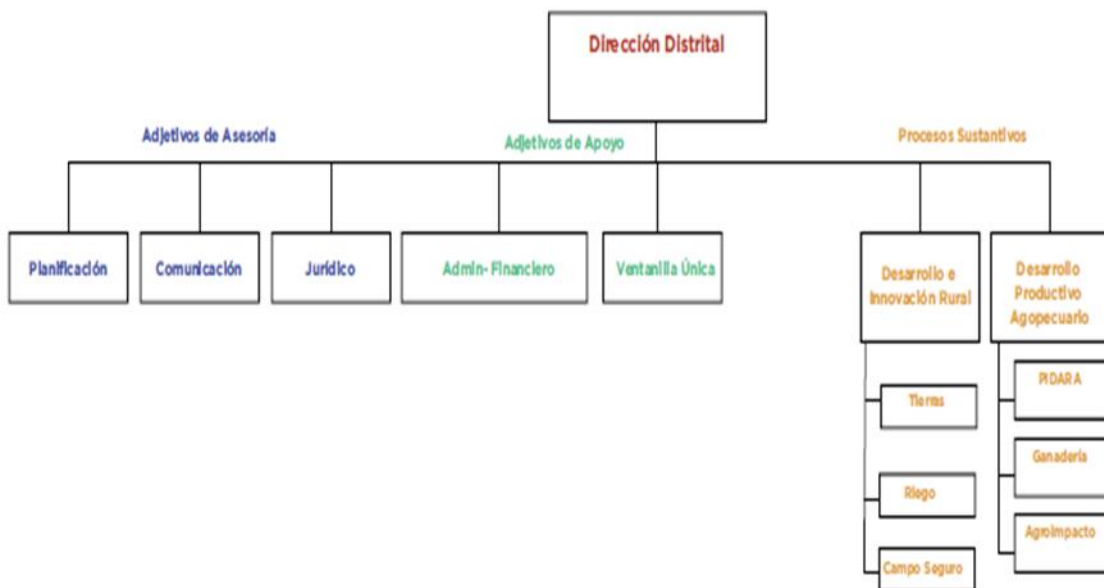 Dirección Distrital
Adjetivos de Asesoría
Adjetivos de Apoyo
Procesos Sustantivos
Planificación
Comunicación
Jurídico
Admin- Financiero
Ventanilla Única
Desarrollo e
Innovación Rural
Desarrollo
Productivo
Agopecuario
Tierras
Riego
Campo Seguro
PIDARA
Ganadería
AgroImpacto